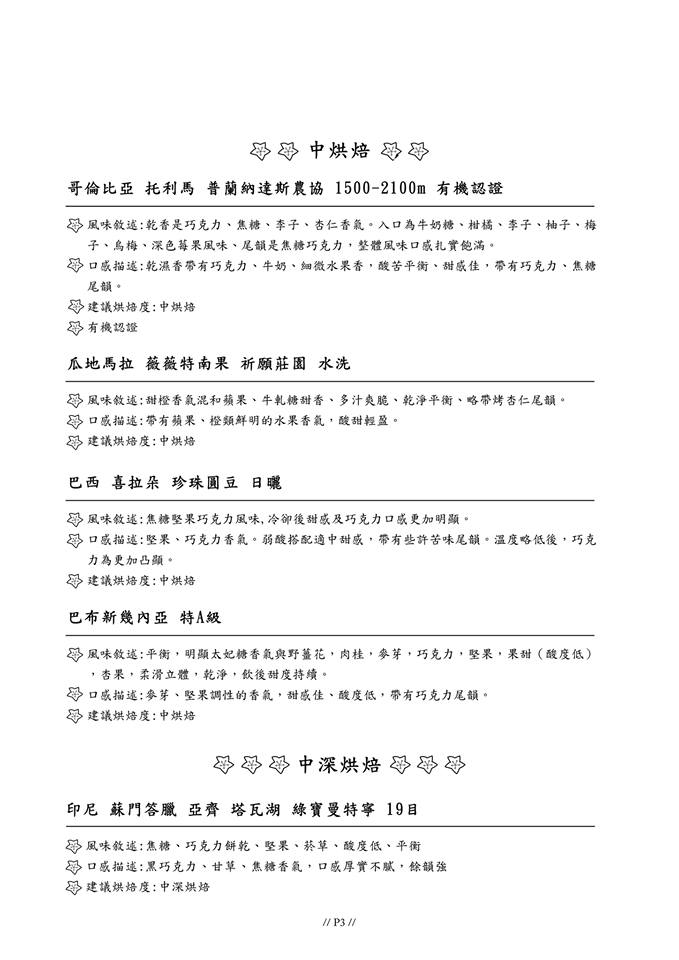 中烘焙
哥倫比亞 托利馬 普蘭納達斯農協 1500-2100m 有機認證
風味敘述:乾香是巧克力、焦糖、李子、杏仁香氣。入口為牛奶糖、柑橘、李子、柚子、梅
子、烏梅、深色莓果風味、尾韻是焦糖巧克力，整體風味口感扎實飽滿。
口感描述:乾濕香帶有巧克力、牛奶、細微水果香，酸苦平衡、甜感佳，帶有巧克力、焦糖
尾韻。
建議烘焙度:中烘焙
有機認證
瓜地馬拉 薇薇特南果 祈願莊園 水洗
風味敘述:甜橙香氣混和蘋果、牛軋糖甜香、多汁爽脆、乾淨平衡、略帶烤杏仁尾韻。
口感描述:帶有蘋果、橙類鮮明的水果香氣，酸甜輕盈。
建議烘焙度:中烘焙
巴西 喜拉朵 珍珠圓豆 日曬
風味敘述:焦糖堅果巧克力風味,冷卻後甜感及巧克力口感更加明顯。
口感描述:堅果、巧克力香氣。弱酸搭配適中甜感，帶有些許苦味尾韻。溫度略低後，巧克
力為更加凸顯。
建議烘焙度:中烘焙
巴布新幾內亞 特A級
風味敘述:平衡，明顯太妃糖香氣與野薑花，肉桂，麥芽，巧克力，堅果，果甜（酸度低）
，杏果，柔滑立體，乾淨，飲後甜度持續。
口感描述:麥芽、堅果調性的香氣，甜感佳、酸度低，帶有巧克力尾韻。
建議烘焙度:中烘焙
中深烘焙
印尼 蘇門答臘 亞齊 塔瓦湖 綠寶曼特寧 19目
風味敘述:焦糖、巧克力餅乾、堅果、菸草、酸度低、平衡
口感描述:黑巧克力、甘草、焦糖香氣，口感厚實不膩，餘韻強
建議烘焙度:中深烘焙
// P3 //